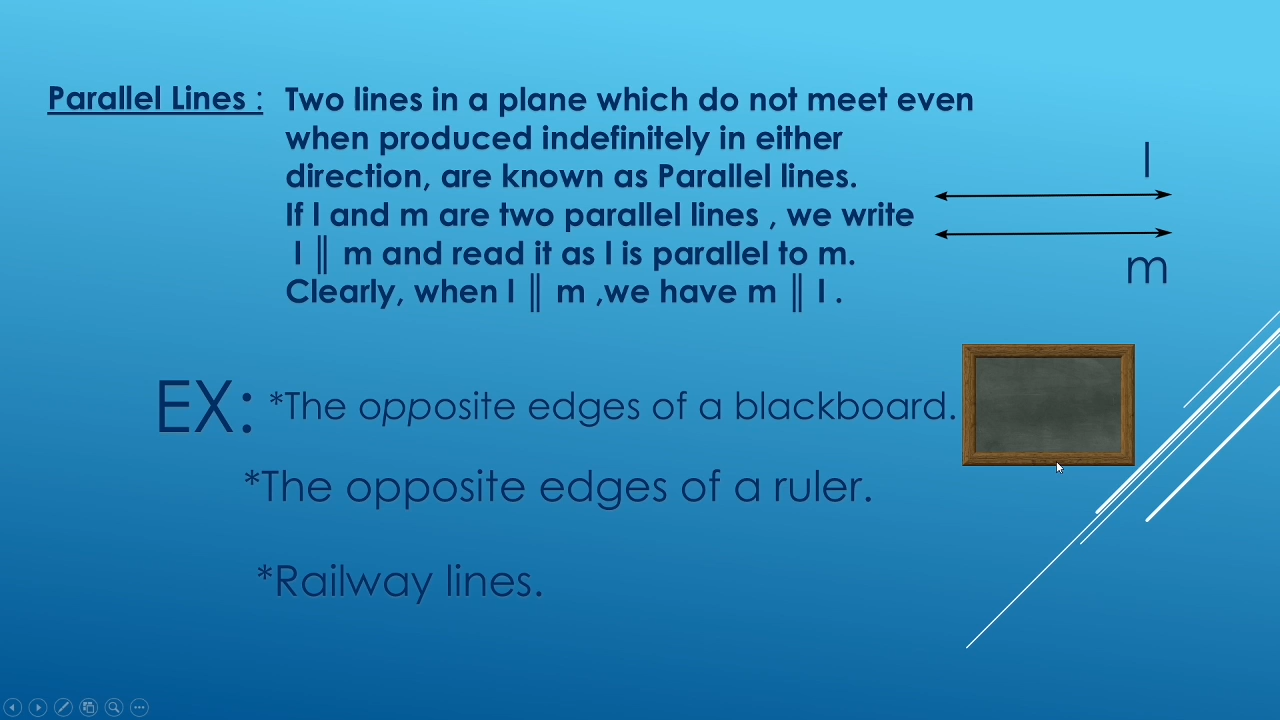 Parallel Lines : Two lines in a plane which do not meet even
when produced indefinitely in either
direction, are known as Parallel lines.
If l and m are two parallel lines , we write
l ∥ m and read it as l is parallel to m.
Clearly, when l ∥ m ,we have m ∥ l .
l
m
EX: *The opposite edges of a blackboard.
*The opposite edges of a ruler.
*Railway lines.